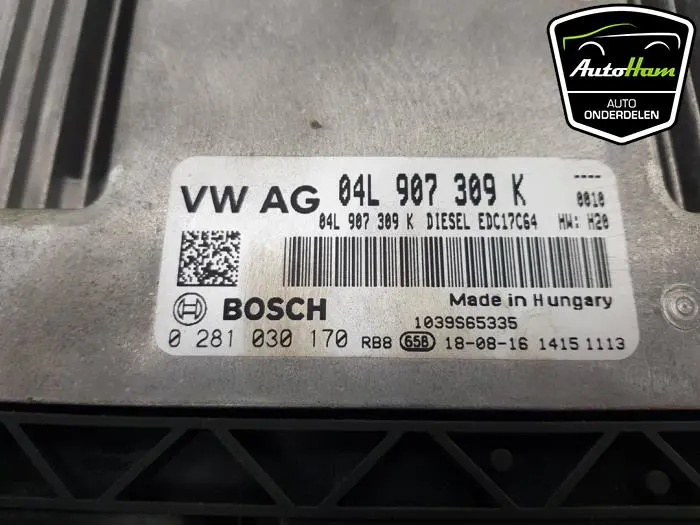 AutoHam
AUTO
ONDERDELEN
VW AG 04L 907 309 K ----
0010
04L 907 309 K DIESEL EDC17C64 HW: H20
BOSCH Made in Hungary
1039S65335
0 281 030 170 RB8 658 18-08-16 1415 1113